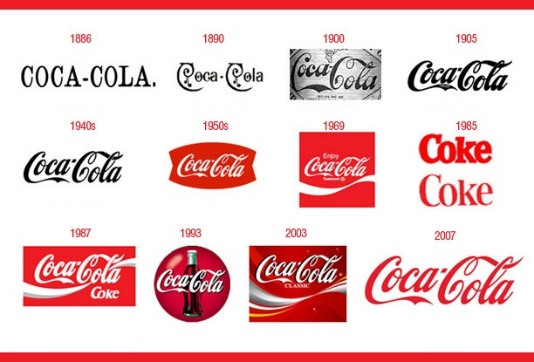 1886
1890
1900
1905
COCA-COLA.
Coca-Cola
Coca-Cola
Coca-Cola
1940s
1950s
1969
1985
Coca-Cola
Coca-Cola
Enjoy
Coca-Cola
Coke
Coke
1987
1993
2003
2007
Coca-Cola
Coke
Coca-Cola
Coca-Cola
CLASSIC
Coca-Cola